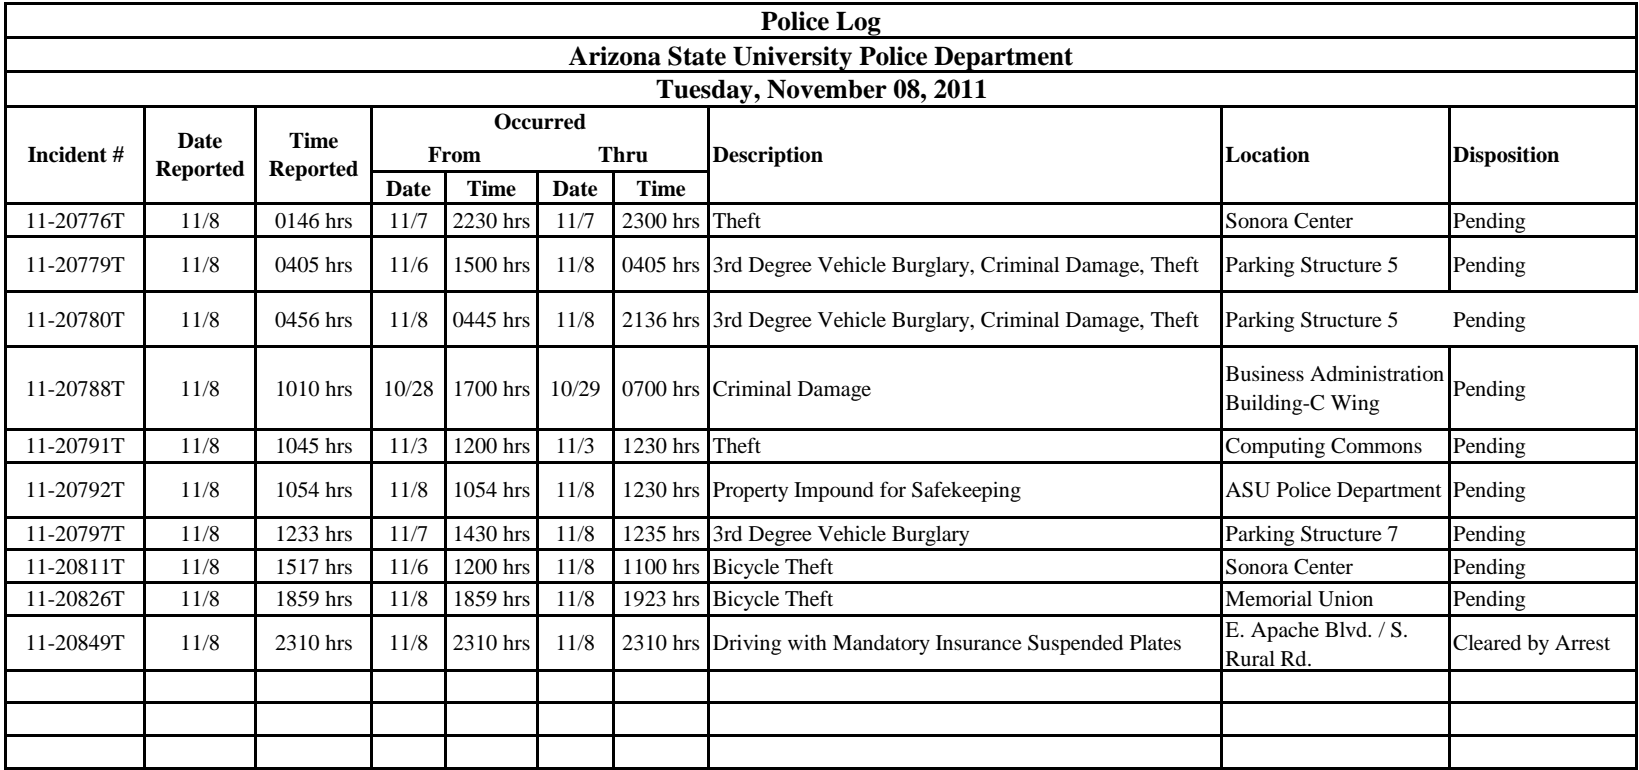 Police Log
Arizona State University Police Department
Tuesday, November 08, 2011
Incident # Date Reported Time Reported Occurred Description Location Disposition
From Thru
Date Time Date Time
11-20776T 11/8 0146 hrs 11/7 2230 hrs 11/7 2300 hrs Theft Sonora Center Pending
11-20779T 11/8 0405 hrs 11/6 1500 hrs 11/8 0405 hrs 3rd Degree Vehicle Burglary, Criminal Damage, Theft Parking Structure 5 Pending
11-20780T 11/8 0456 hrs 11/8 0445 hrs 11/8 2136 hrs 3rd Degree Vehicle Burglary, Criminal Damage, Theft Parking Structure 5 Pending
11-20788T 11/8 1010 hrs 10/28 1700 hrs 10/29 0700 hrs Criminal Damage Business Administration Building-C Wing Pending
11-20791T 11/8 1045 hrs 11/3 1200 hrs 11/3 1230 hrs Theft Computing Commons Pending
11-20792T 11/8 1054 hrs 11/8 1054 hrs 11/8 1230 hrs Property Impound for Safekeeping ASU Police Department Pending
11-20797T 11/8 1233 hrs 11/7 1430 hrs 11/8 1235 hrs 3rd Degree Vehicle Burglary Parking Structure 7 Pending
11-20811T 11/8 1517 hrs 11/6 1200 hrs 11/8 1100 hrs Bicycle Theft Sonora Center Pending
11-20826T 11/8 1859 hrs 11/8 1859 hrs 11/8 1923 hrs Bicycle Theft Memorial Union Pending
11-20849T 11/8 2310 hrs 11/8 2310 hrs 11/8 2310 hrs Driving with Mandatory Insurance Suspended Plates E. Apache Blvd. / S. Rural Rd. Cleared by Arrest